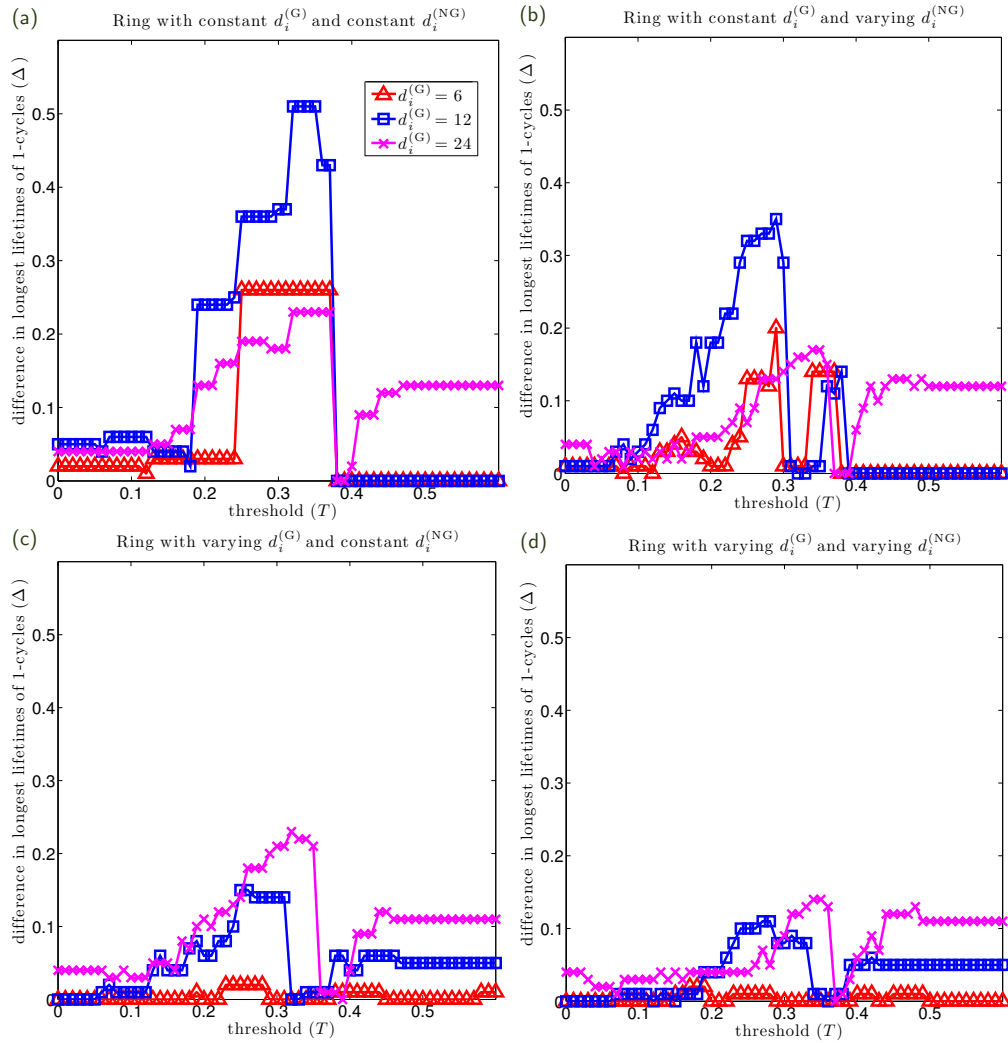 (a)
Ring with constant d_i^(G) and constant d_i^(NG)
difference in longest lifetimes of 1-cycles (Δ)
0.5
0.4
0.3
0.2
0.1
0
d_i^(G) = 6
d_i^(G) = 12
d_i^(G) = 24
0 0.1 0.2 0.3 0.4 0.5
threshold (T)
(b)
Ring with constant d_i^(G) and varying d_i^(NG)
difference in longest lifetimes of 1-cycles (Δ)
0.5
0.4
0.3
0.2
0.1
0
0 0.1 0.2 0.3 0.4 0.5
threshold (T)
(c)
Ring with varying d_i^(G) and constant d_i^(NG)
difference in longest lifetimes of 1-cycles (Δ)
0.5
0.4
0.3
0.2
0.1
0
0 0.1 0.2 0.3 0.4 0.5
threshold (T)
(d)
Ring with varying d_i^(G) and varying d_i^(NG)
difference in longest lifetimes of 1-cycles (Δ)
0.5
0.4
0.3
0.2
0.1
0
0 0.1 0.2 0.3 0.4 0.5
threshold (T)